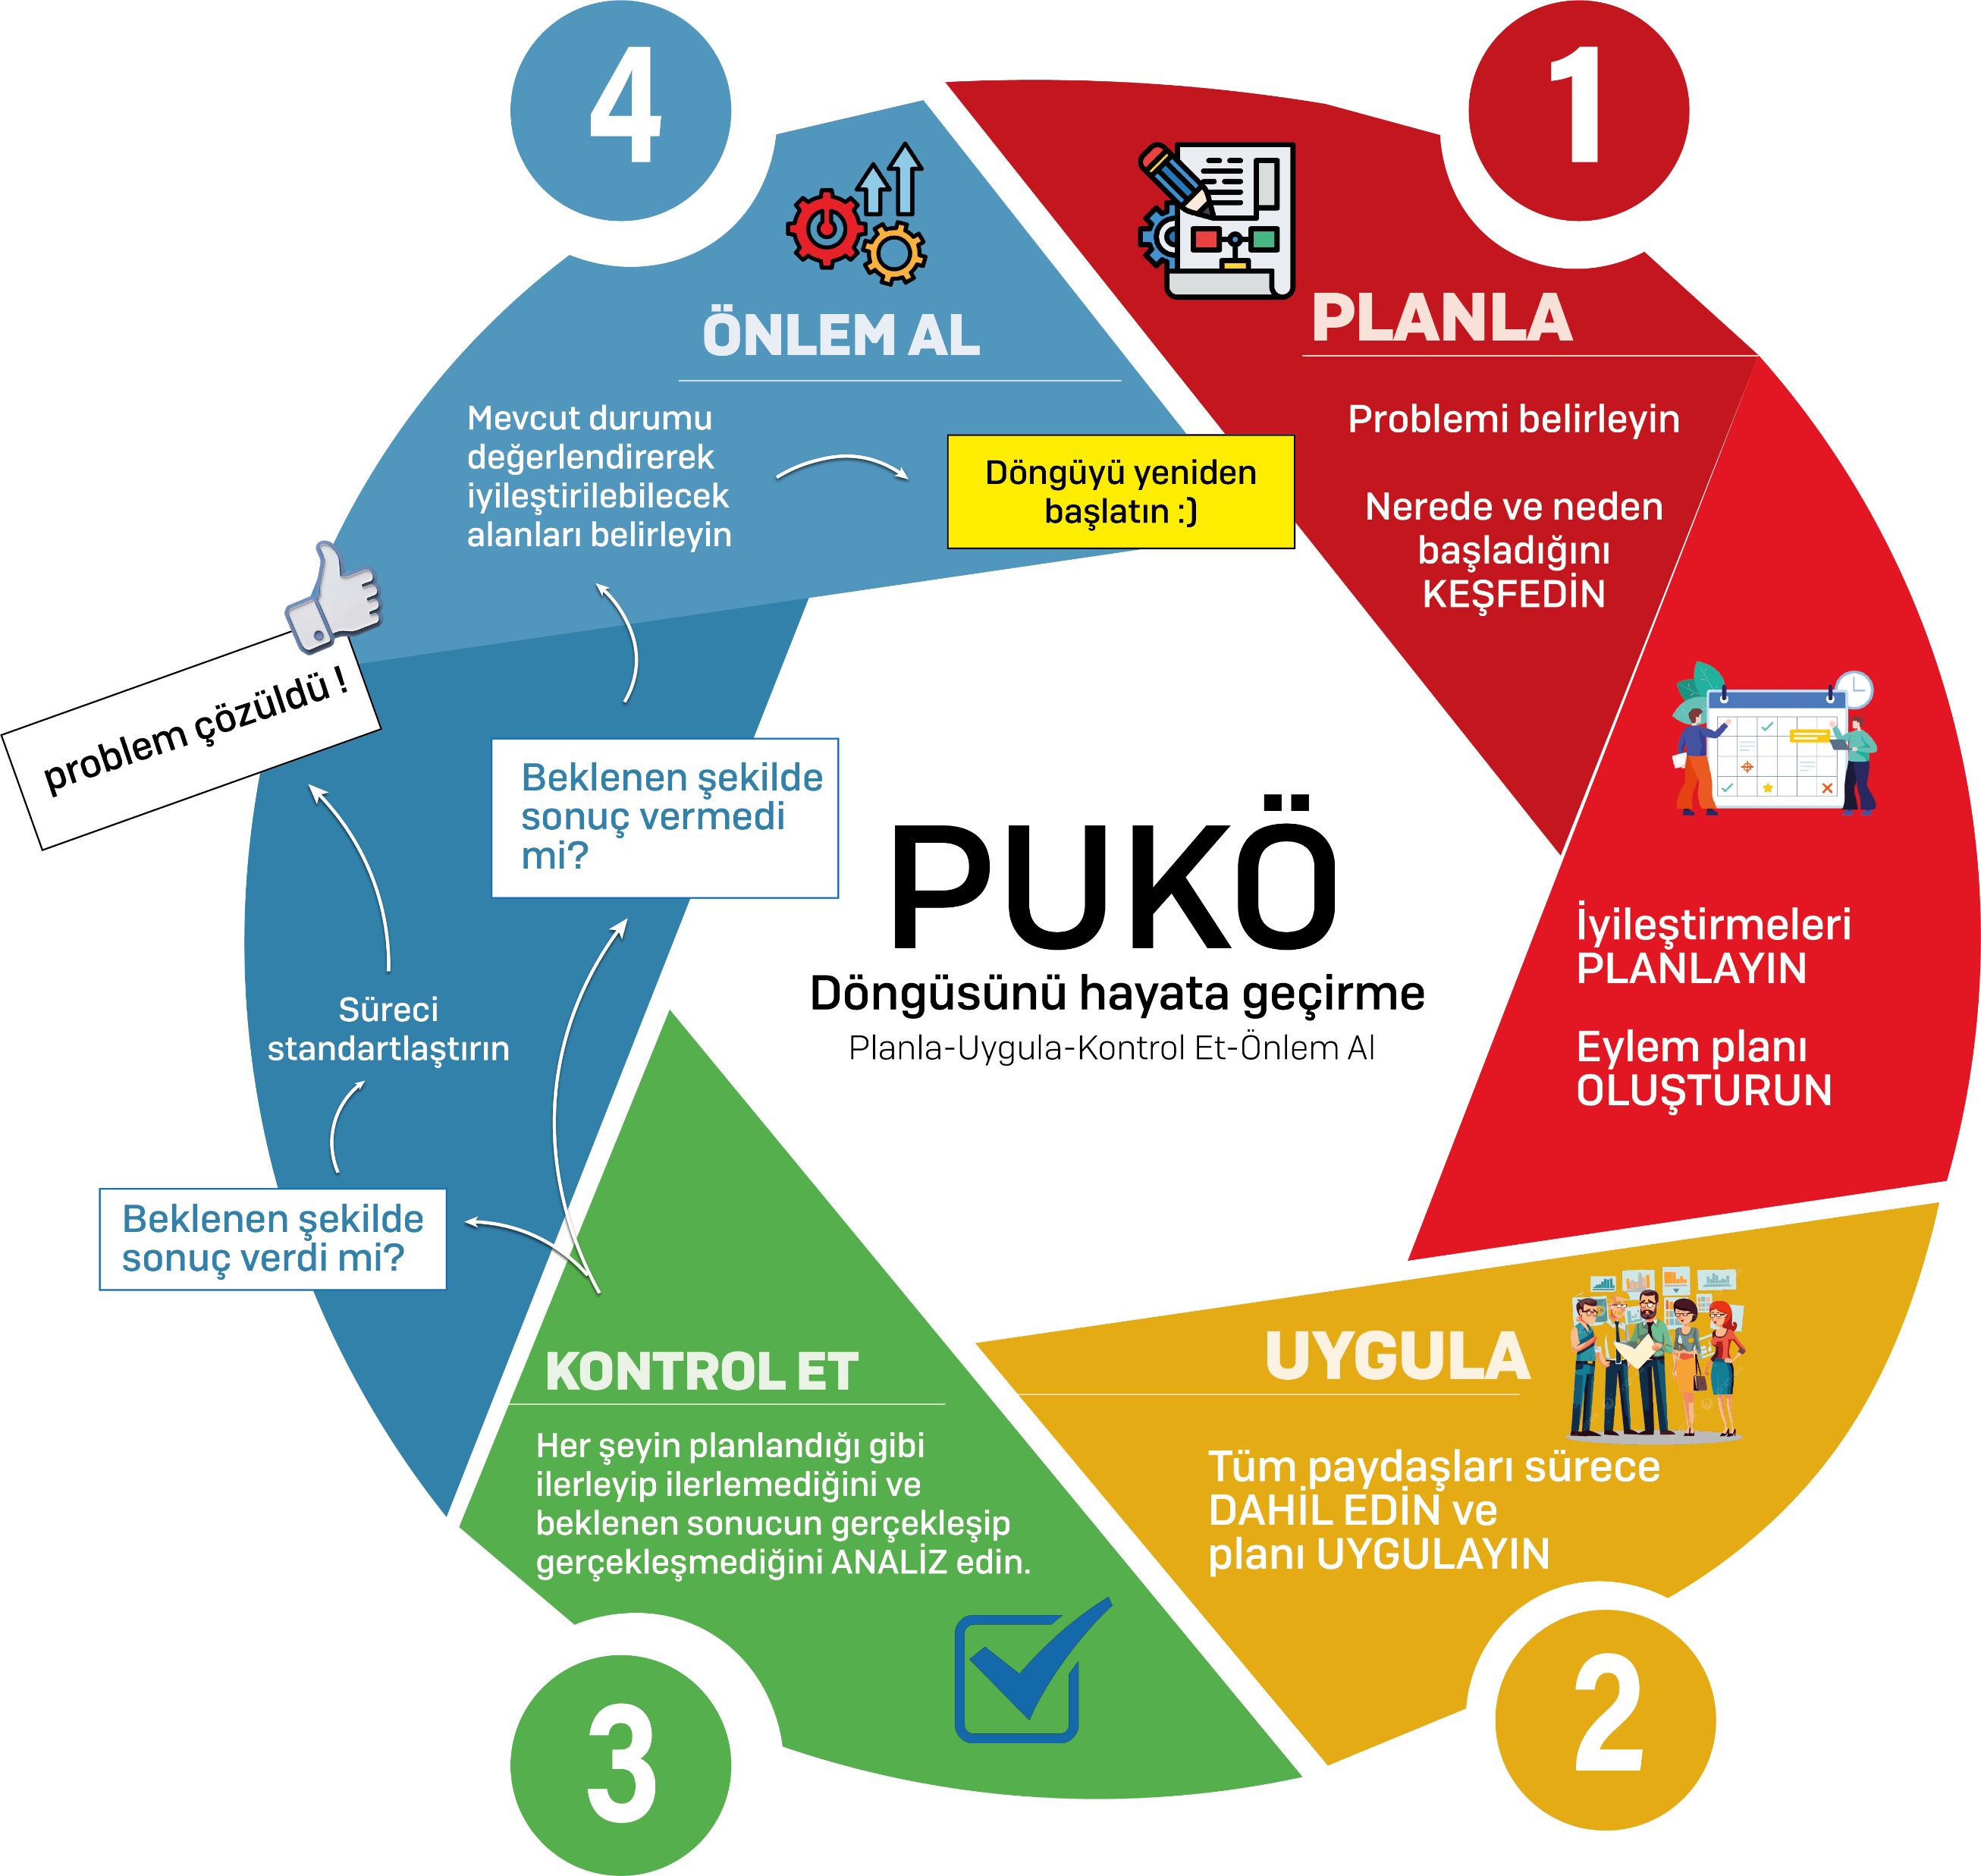 PUKÖ
Döngüsünü hayata geçirme
Planla-Uygula-Kontrol Et-Önlem Al
1
PLANLA
Problemi belirleyin
Nerede ve neden
başladığını
KEŞFEDİN
İyileştirmeleri
PLANLAYIN
Eylem planı
OLUŞTURUN
2
UYGULA
Tüm paydaşları sürece
DAHİL EDİN ve
planı UYGULAYIN
3
KONTROL ET
Her şeyin planlandığı gibi
ilerleyip ilerlemediğini ve
beklenen sonucun gerçekleşip
gerçekleşmediğini ANALİZ edin.
4
ÖNLEM AL
Beklenen şekilde
sonuç verdi mi?
Süreci
standartlaştırın
problem çözüldü !
Beklenen şekilde
sonuç vermedi
mi?
Mevcut durumu
değerlendirerek
iyileştirilebilecek
alanları belirleyin
Döngüyü yeniden
başlatın :)